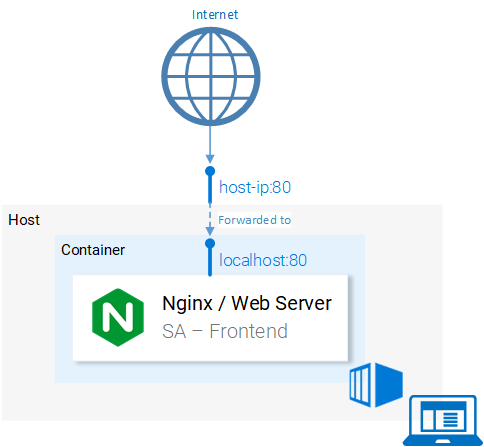 Internet
host-ip:80
Host
Forwarded to
Container
localhost:80
N
Nginx / Web Server
SA – Frontend